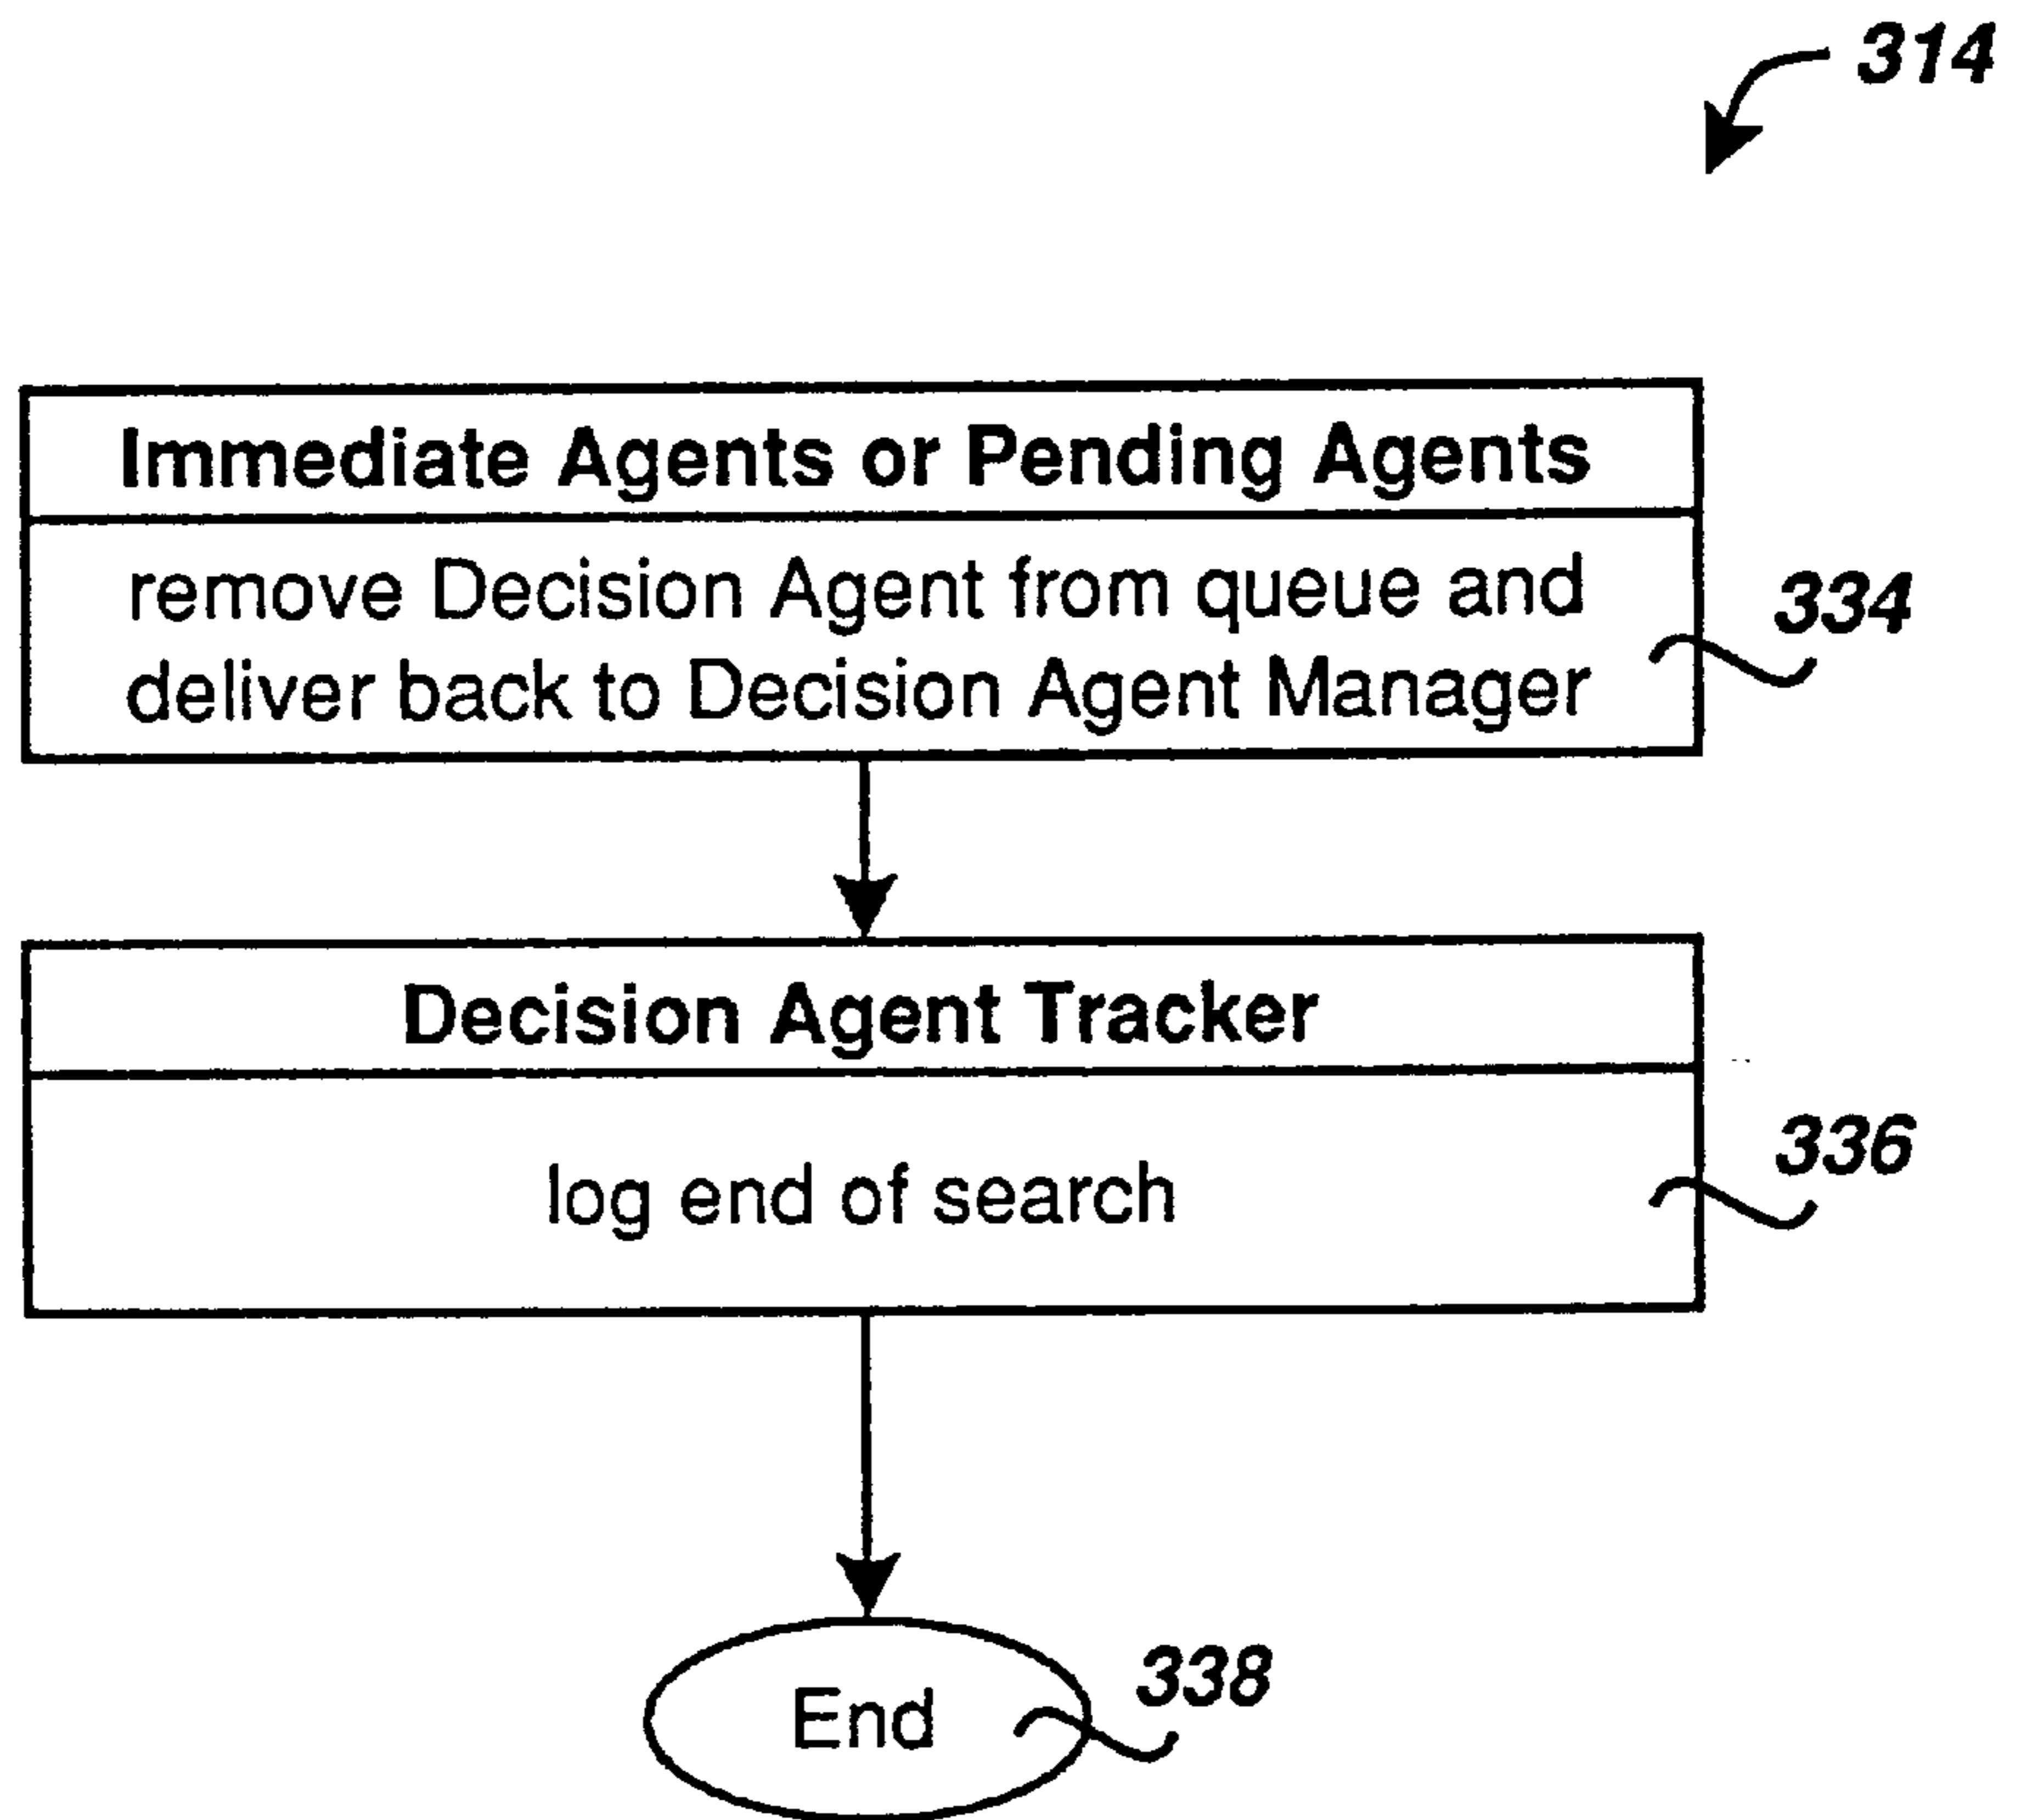 314
Immediate Agents or Pending Agents
remove Decision Agent from queue and
deliver back to Decision Agent Manager
334
Decision Agent Tracker
log end of search
336
End
338